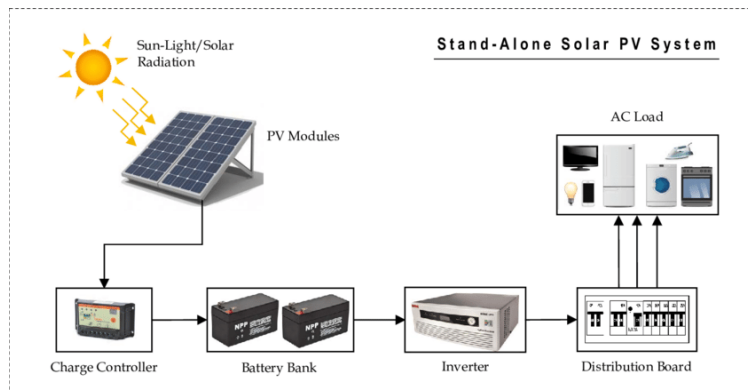 Stand-Alone Solar PV System
Sun-Light/Solar
Radiation
PV Modules
AC Load
NPP
NPP
Charge Controller
Battery Bank
Inverter
Distribution Board